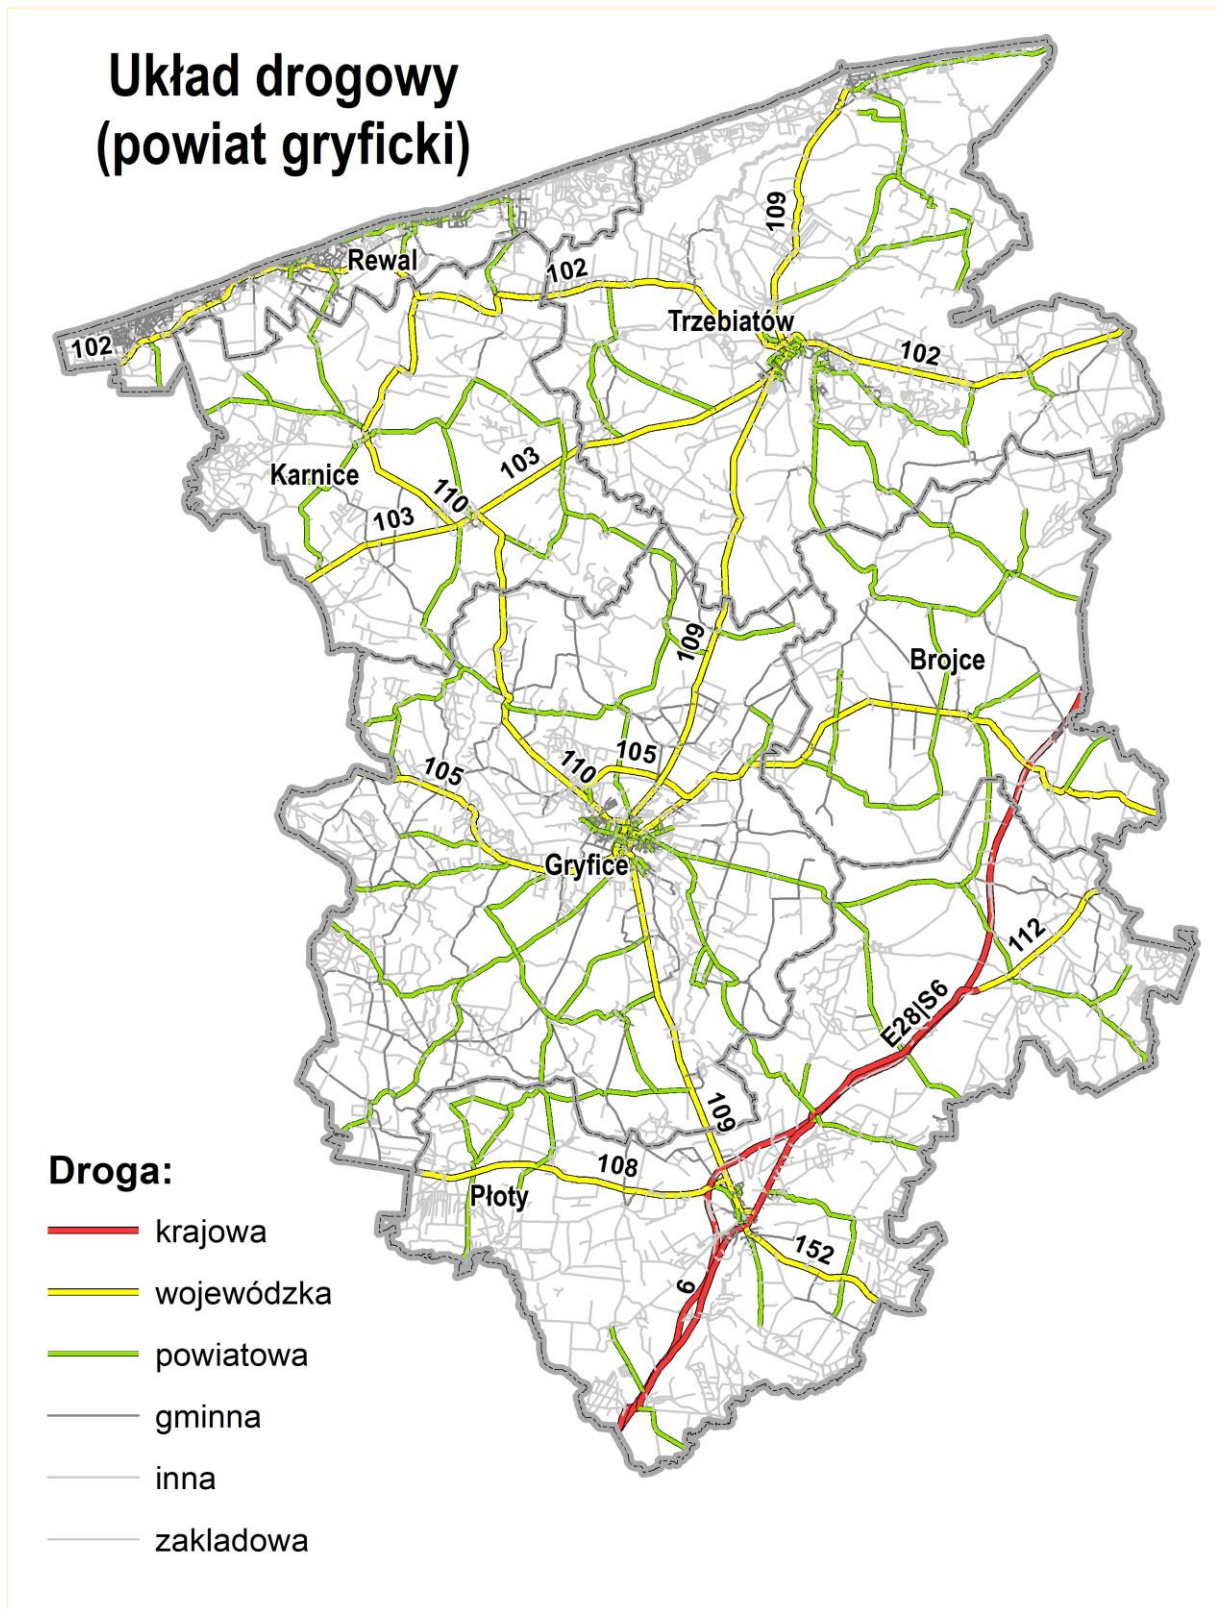 Układ drogowy
(powiat gryficki)
109
Rewal
102
102
Trzebiatów
102
103
Karnice
110
103
109
Brojce
105
110
105
Gryfice
112
E28|S6
109
108
Płoty
152
6
Droga:
krajowa
wojewódzka
powiatowa
gminna
inna
zakladowa